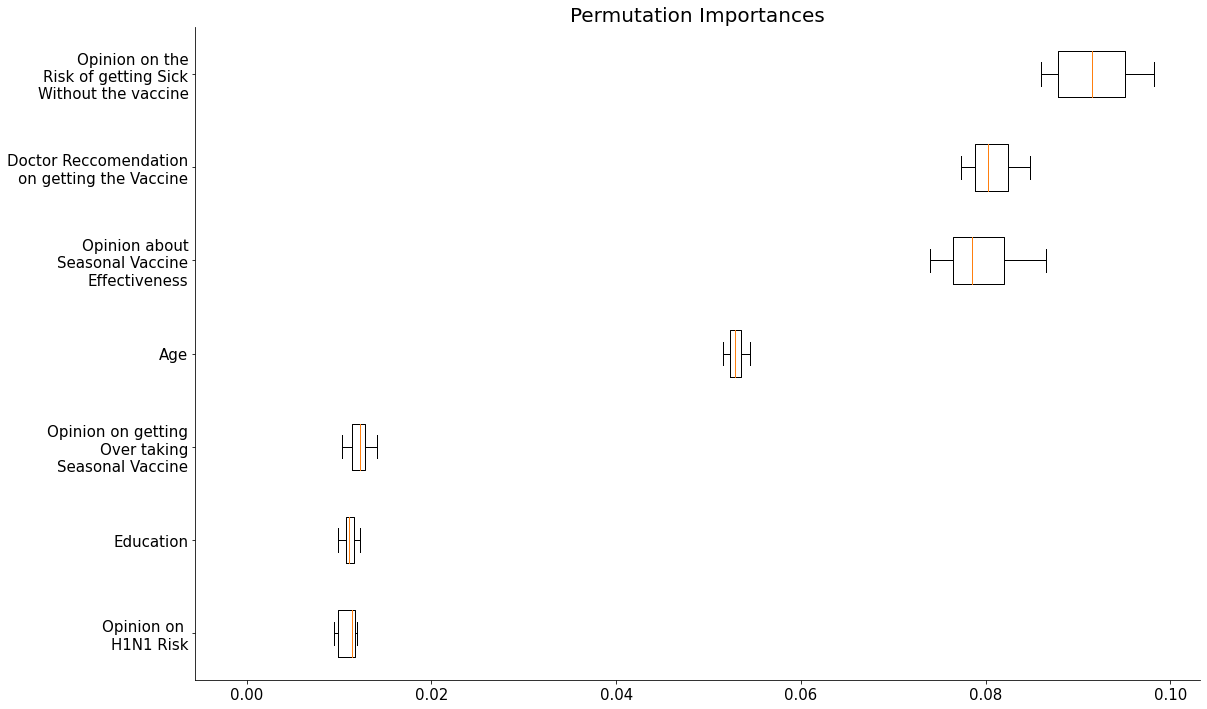 Permutation Importances
Opinion on the
Risk of getting Sick
Without the vaccine
Doctor Reccomendation
on getting the Vaccine
Opinion about
Seasonal Vaccine
Effectiveness
Age
Opinion on getting
Over taking
Seasonal Vaccine
Education
Opinion on
H1N1 Risk
0.00 0.02 0.04 0.06 0.08 0.10